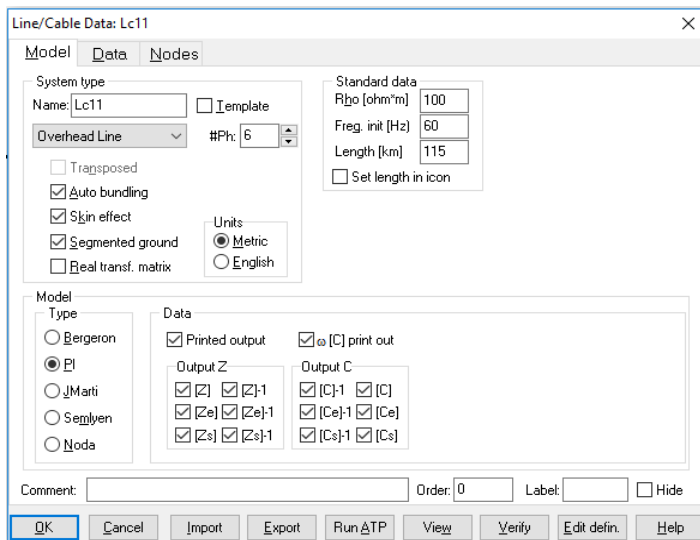 Line/Cable Data: Lc11
Model Data Nodes
System type
Name: Lc11 Template
Overhead Line #Ph: 6
Transposed
Auto bundling
Skin effect
Segmented ground
Real transf. matrix
Units
Metric
English
Standard data
Rho [ohm*m] 100
Freq. init (Hz) 60
Length [km] 115
Set length in icon
Model
Type
Bergeron
PI
JMarti
Semlyen
Noda
Data
Printed output ω [C] print out
Output Z
[Z] [Z]-1
[Ze] [Ze]-1
[Zs] [Zs]-1
Output C
[C]-1 [C]
[Ce]-1 [Ce]
[Cs]-1 [Cs]
Comment: Order: 0 Label: Hide
OK Cancel Import Export Run ATP View Verify Edit defin. Help